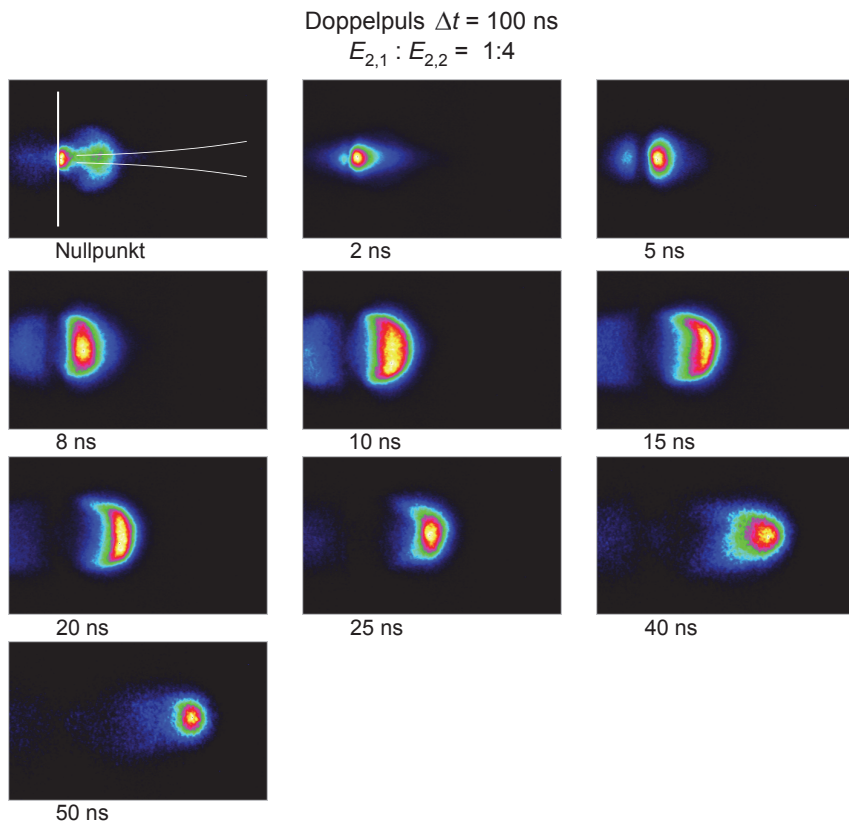 Doppelpuls Δt = 100 ns
E2,1 : E2,2 = 1:4
Nullpunkt
2 ns
5 ns
8 ns
10 ns
15 ns
20 ns
25 ns
40 ns
50 ns